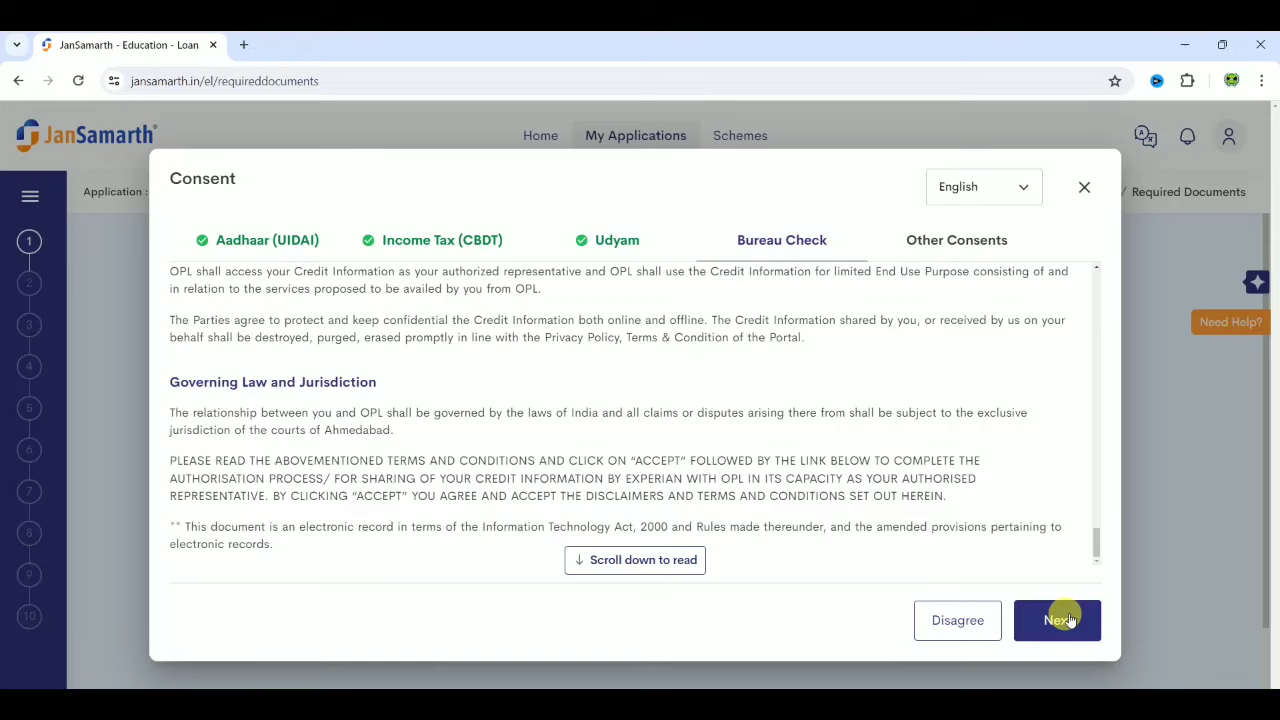 JanSamarth - Education - Loan
jansamarth.in/el/requireddocuments
JanSamarth®
Home
My Applications
Schemes
Application :
/ Required Documents
Consent
English
Aadhaar (UIDAI)
Income Tax (CBDT)
Udyam
Bureau Check
Other Consents
OPL shall access your Credit Information as your authorized representative and OPL shall use the Credit Information for limited End Use Purpose consisting of and
in relation to the services proposed to be availed by you from OPL.
The Parties agree to protect and keep confidential the Credit Information both online and offline. The Credit Information shared by you, or received by us on your
behalf shall be destroyed, purged, erased promptly in line with the Privacy Policy, Terms & Condition of the Portal.
Governing Law and Jurisdiction
The relationship between you and OPL shall be governed by the laws of India and all claims or disputes arising there from shall be subject to the exclusive
jurisdiction of the courts of Ahmedabad.
PLEASE READ THE ABOVEMENTIONED TERMS AND CONDITIONS AND CLICK ON “ACCEPT” FOLLOWED BY THE LINK BELOW TO COMPLETE THE
AUTHORISATION PROCESS/ FOR SHARING OF YOUR CREDIT INFORMATION BY EXPERIAN WITH OPL IN ITS CAPACITY AS YOUR AUTHORISED
REPRESENTATIVE. BY CLICKING “ACCEPT” YOU AGREE AND ACCEPT THE DISCLAIMERS AND TERMS AND CONDITIONS SET OUT HEREIN.
** This document is an electronic record in terms of the Information Technology Act, 2000 and Rules made thereunder, and the amended provisions pertaining to
electronic records.
↓ Scroll down to read
Disagree
Next
Need Help?
1
2
3
4
5
6
7
8
9
10